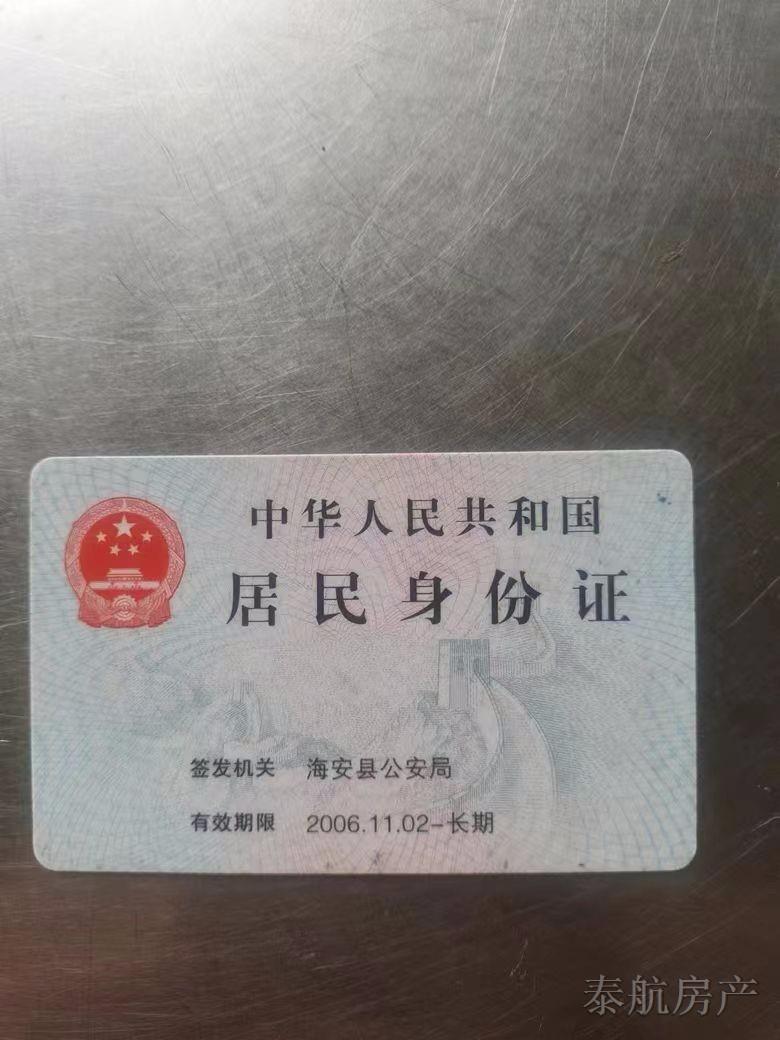 中华人民共和国
居民身份证
签发机关 海安县公安局
有效期限 2006.11.02-长期
泰航房产